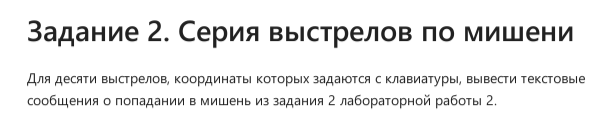 Задание 2. Серия выстрелов по мишени
Для десяти выстрелов, координаты которых задаются с клавиатуры, вывести текстовые
сообщения о попадании в мишень из задания 2 лабораторной работы 2.